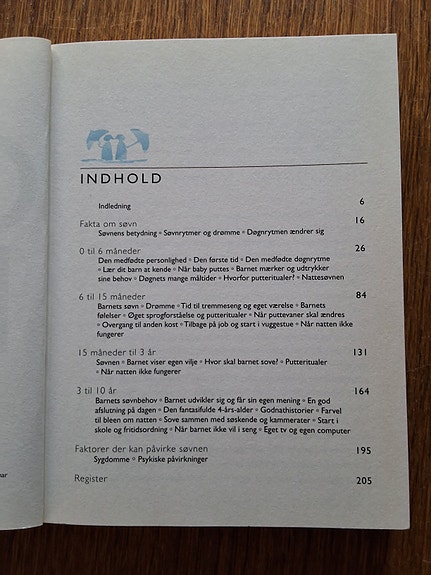 INDHOLD
Indledning 6
Fakta om søvn 16
Søvnens betydning ° Søvnrytmer og drømme ° Døgnrytmen ændrer sig
0 til 6 måneder 26
Den medfødte personlighed ° Den første tid ° Den medfødte døgnrytme
° Lær dit barn at kende ° Når baby puttes ° Barnet mærker og udtrykker
sine behov ° Døgnets mange måltider ° Hvorfor putteritualer? ° Nattesøvnen
6 til 15 måneder 84
Barnets søvn ° Drømme ° Tid til tremmeseng og eget værelse ° Barnets
følelser ° Øget sprogforståelse og putteritualer ° Når puttevaner skal ændres
° Overgang til anden kost ° Tilbage på job og start i vuggestue ° Når natten ikke
fungerer
15 måneder til 3 år 131
Søvnen ° Barnet viser egen vilje ° Hvor skal barnet sove? ° Putteritualer
° Når natten ikke fungerer
3 til 10 år 164
Barnets søvnbehov ° Barnet udvikler sig og får sin egen mening ° En god
afslutning på dagen ° Den fantasifulde 4-års-alder ° Godnathistorier ° Farvel
til bleen om natten ° Sove sammen med søskende og kammerater ° Start i
skole og fritidsordning ° Når barnet ikke vil i seng ° Eget tv og egen computer
Faktorer der kan påvirke søvnen 195
Sygdomme ° Psykiske påvirkninger
Register 205